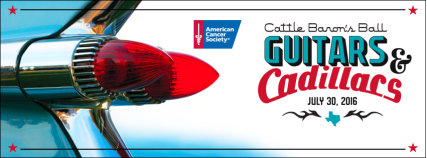 American
Cancer
Society®
Cattle Baron's Ball
GUITARS &
Cadillacs
JULY 30, 2016